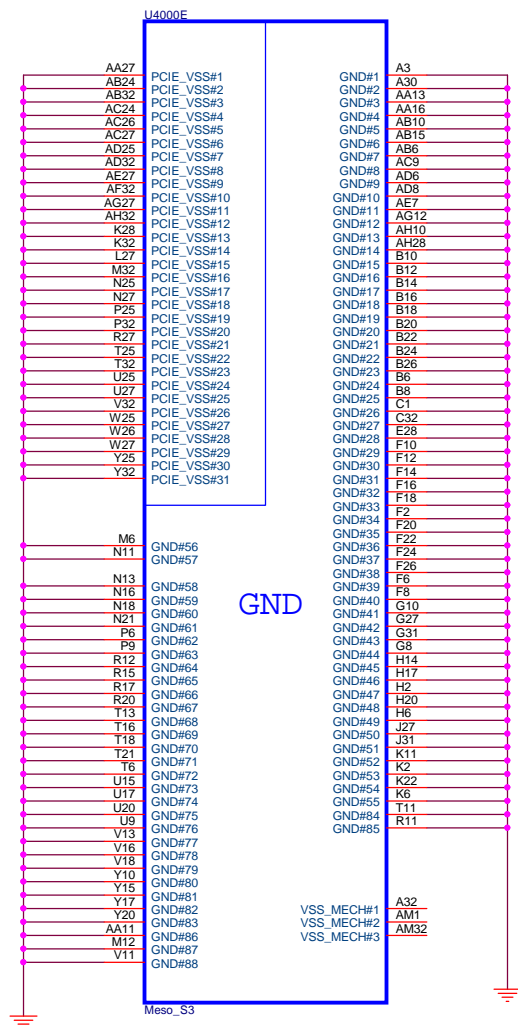 U4000E
AA27 PCIE_VSS#1
AB24 PCIE_VSS#2
AB32 PCIE_VSS#3
AC24 PCIE_VSS#4
AC26 PCIE_VSS#5
AC27 PCIE_VSS#6
AD25 PCIE_VSS#7
AD32 PCIE_VSS#8
AE27 PCIE_VSS#9
AF32 PCIE_VSS#10
AG27 PCIE_VSS#11
AH32 PCIE_VSS#12
K28 PCIE_VSS#13
K32 PCIE_VSS#14
L27 PCIE_VSS#15
M32 PCIE_VSS#16
N25 PCIE_VSS#17
N27 PCIE_VSS#18
P25 PCIE_VSS#19
P32 PCIE_VSS#20
R27 PCIE_VSS#21
T25 PCIE_VSS#22
T32 PCIE_VSS#23
U25 PCIE_VSS#24
U27 PCIE_VSS#25
V32 PCIE_VSS#26
W25 PCIE_VSS#27
W26 PCIE_VSS#28
W27 PCIE_VSS#29
Y25 PCIE_VSS#30
Y32 PCIE_VSS#31
M6 GND#56
N11 GND#57
N13 GND#58
N16 GND#59
N18 GND#60
N21 GND#61
P6 GND#62
P9 GND#63
R12 GND#64
R15 GND#65
R17 GND#66
R20 GND#67
T13 GND#68
T16 GND#69
T18 GND#70
T21 GND#71
T6 GND#72
U15 GND#73
U17 GND#74
U20 GND#75
U9 GND#76
V13 GND#77
V16 GND#78
V18 GND#79
Y10 GND#80
Y15 GND#81
Y17 GND#82
Y20 GND#83
AA11 GND#86
M12 GND#87
V11 GND#88
GND
GND#1 A3
GND#2 A30
GND#3 AA13
GND#4 AA16
GND#5 AB10
GND#6 AB15
GND#7 AB6
GND#8 AC9
GND#9 AD6
GND#10 AD8
GND#11 AE7
GND#12 AG12
GND#13 AH10
GND#14 AH28
GND#15 B10
GND#16 B12
GND#17 B14
GND#18 B16
GND#19 B18
GND#20 B20
GND#21 B22
GND#22 B24
GND#23 B26
GND#24 B6
GND#25 B8
GND#26 C1
GND#27 C32
GND#28 E28
GND#29 F10
GND#30 F12
GND#31 F14
GND#32 F16
GND#33 F18
GND#34 F2
GND#35 F20
GND#36 F22
GND#37 F24
GND#38 F26
GND#39 F6
GND#40 F8
GND#41 G10
GND#42 G27
GND#43 G31
GND#44 G8
GND#45 H14
GND#46 H17
GND#47 H2
GND#48 H20
GND#49 H6
GND#50 J27
GND#51 J31
GND#52 K11
GND#53 K2
GND#54 K22
GND#55 K6
GND#84 T11
GND#85 R11
VSS_MECH#1 A32
VSS_MECH#2 AM1
VSS_MECH#3 AM32
Meso_S3